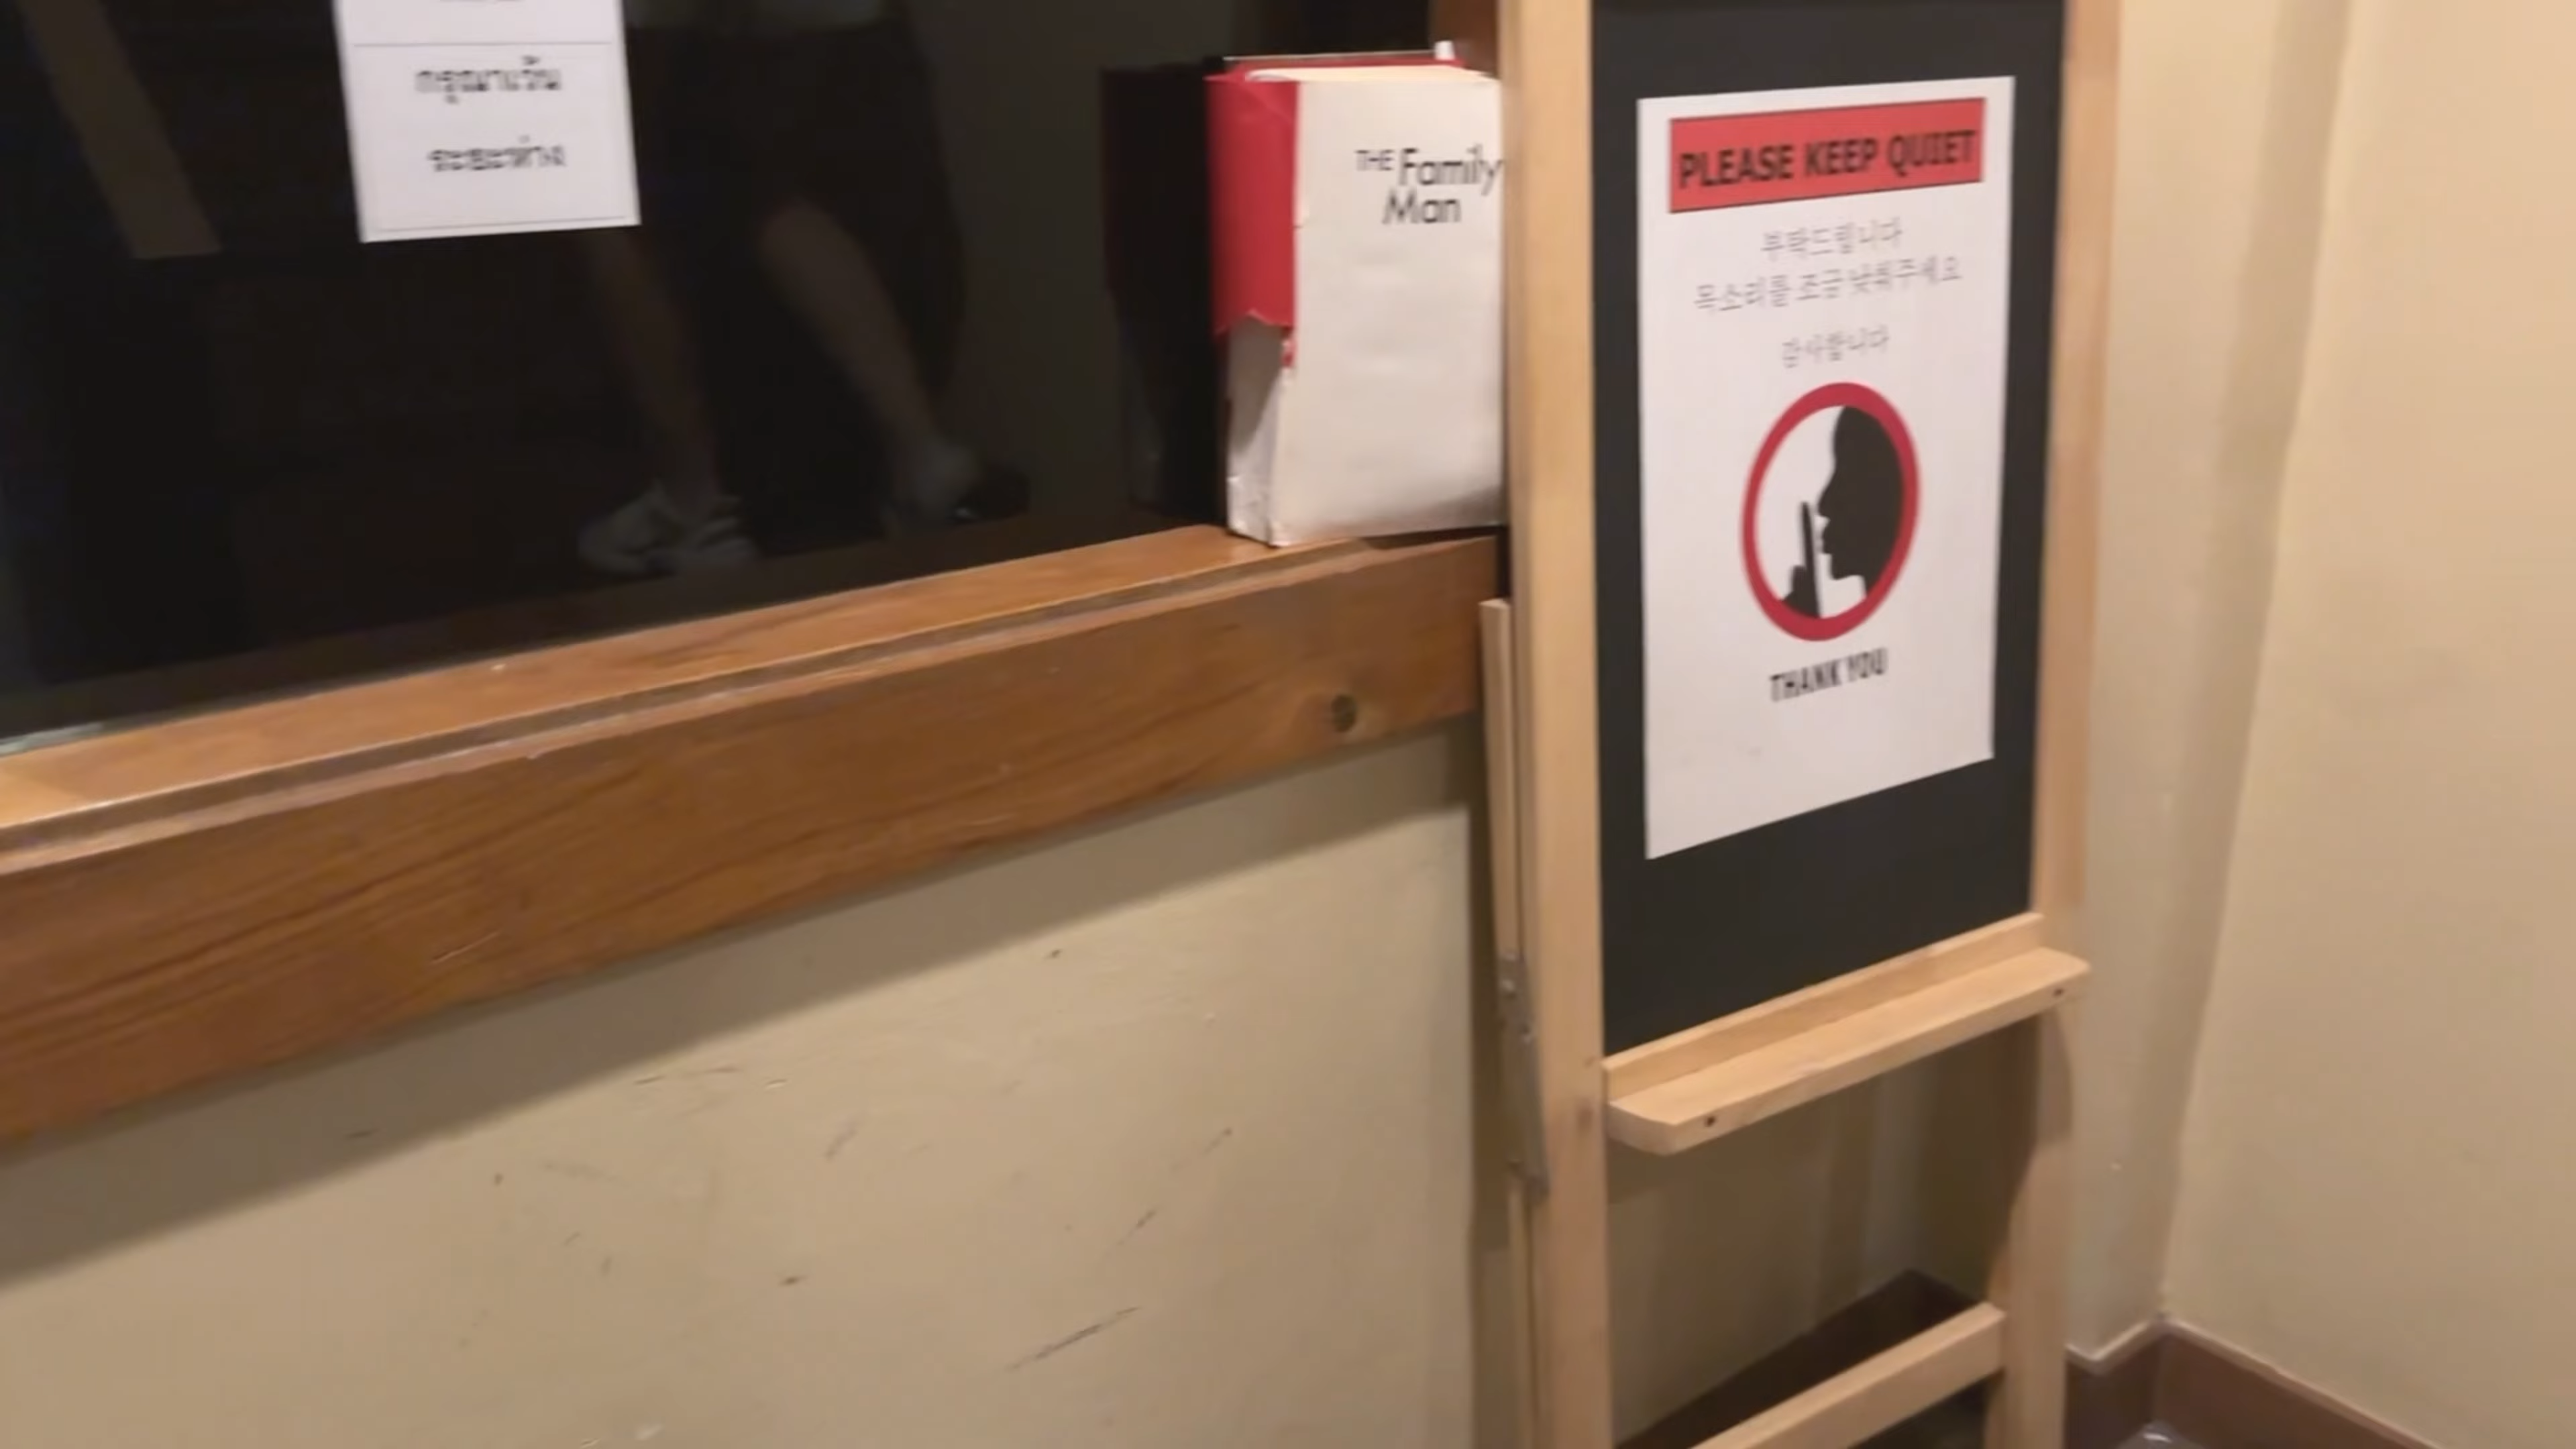 กรุณาเว้น
ระยะห่าง
THE Family
Man
PLEASE KEEP QUIET
부탁드립니다
목소리를 조금 낮춰주세요
감사합니다
THANK YOU